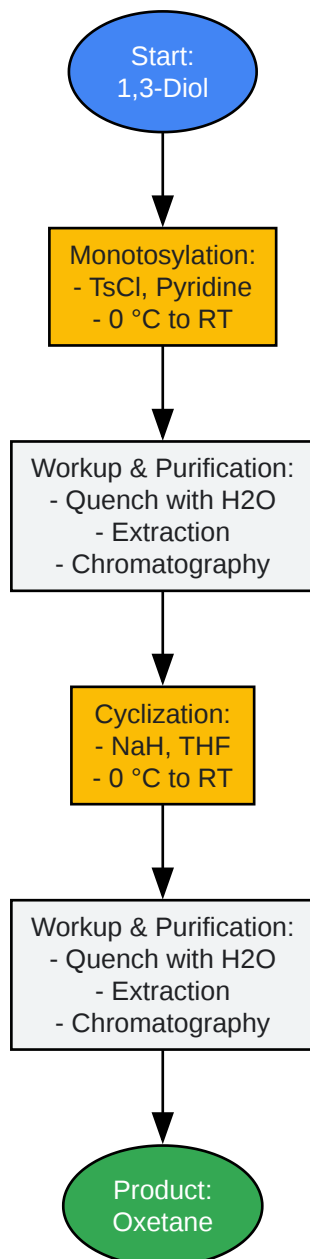 Start:
1,3-Diol
Monotosylation:
- TsCl, Pyridine
- 0 °C to RT
Workup & Purification:
- Quench with H2O
- Extraction
- Chromatography
Cyclization:
- NaH, THF
- 0 °C to RT
Workup & Purification:
- Quench with H2O
- Extraction
- Chromatography
Product:
Oxetane